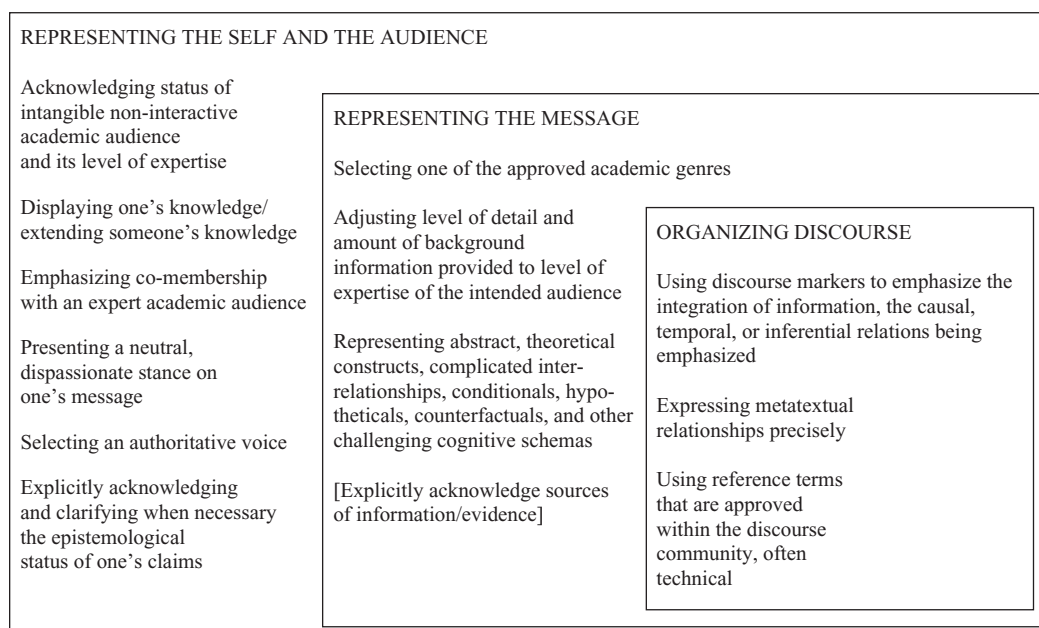 REPRESENTING THE SELF AND THE AUDIENCE
Acknowledging status of
intangible non-interactive
academic audience
and its level of expertise
Displaying one's knowledge/
extending someone's knowledge
Emphasizing co-membership
with an expert academic audience
Presenting a neutral,
dispassionate stance on
one's message
Selecting an authoritative voice
Explicitly acknowledging
and clarifying when necessary
the epistemological
status of one's claims
REPRESENTING THE MESSAGE
Selecting one of the approved academic genres
Adjusting level of detail and
amount of background
information provided to level of
expertise of the intended audience
Representing abstract, theoretical
constructs, complicated inter-
relationships, conditionals, hypo-
theticals, counterfactuals, and other
challenging cognitive schemas
[Explicitly acknowledge sources
of information/evidence]
ORGANIZING DISCOURSE
Using discourse markers to emphasize the
integration of information, the causal,
temporal, or inferential relations being
emphasized
Expressing metatextual
relationships precisely
Using reference terms
that are approved
within the discourse
community, often
technical